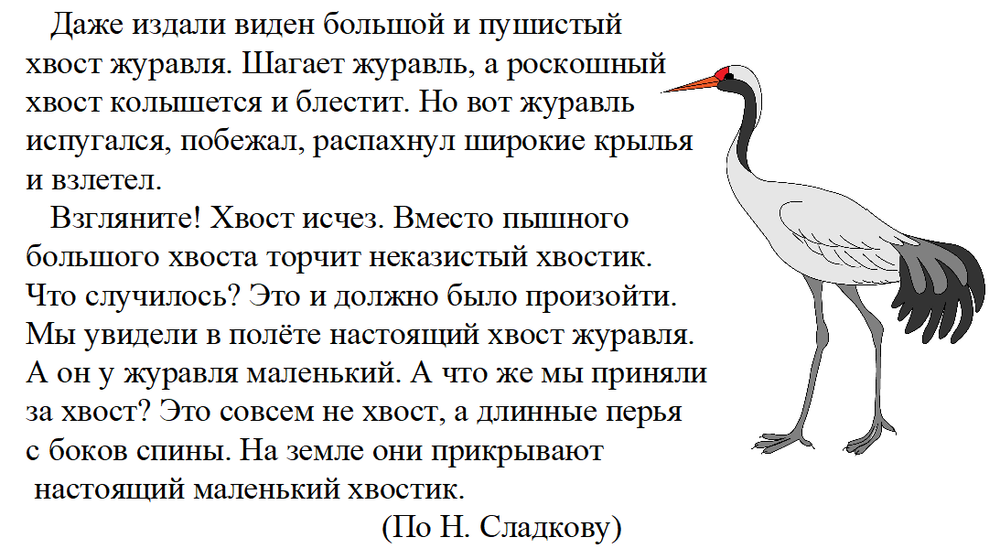 Даже издали виден большой и пушистый
хвост журавля. Шагает журавль, а роскошный
хвост колышется и блестит. Но вот журавль
испугался, побежал, распахнул широкие крылья
и взлетел.
Взгляните! Хвост исчез. Вместо пышного
большого хвоста торчит неказистый хвостик.
Что случилось? Это и должно было произойти.
Мы увидели в полёте настоящий хвост журавля.
А он у журавля маленький. А что же мы приняли
за хвост? Это совсем не хвост, а длинные перья
с боков спины. На земле они прикрывают
настоящий маленький хвостик.
(По Н. Сладкову)